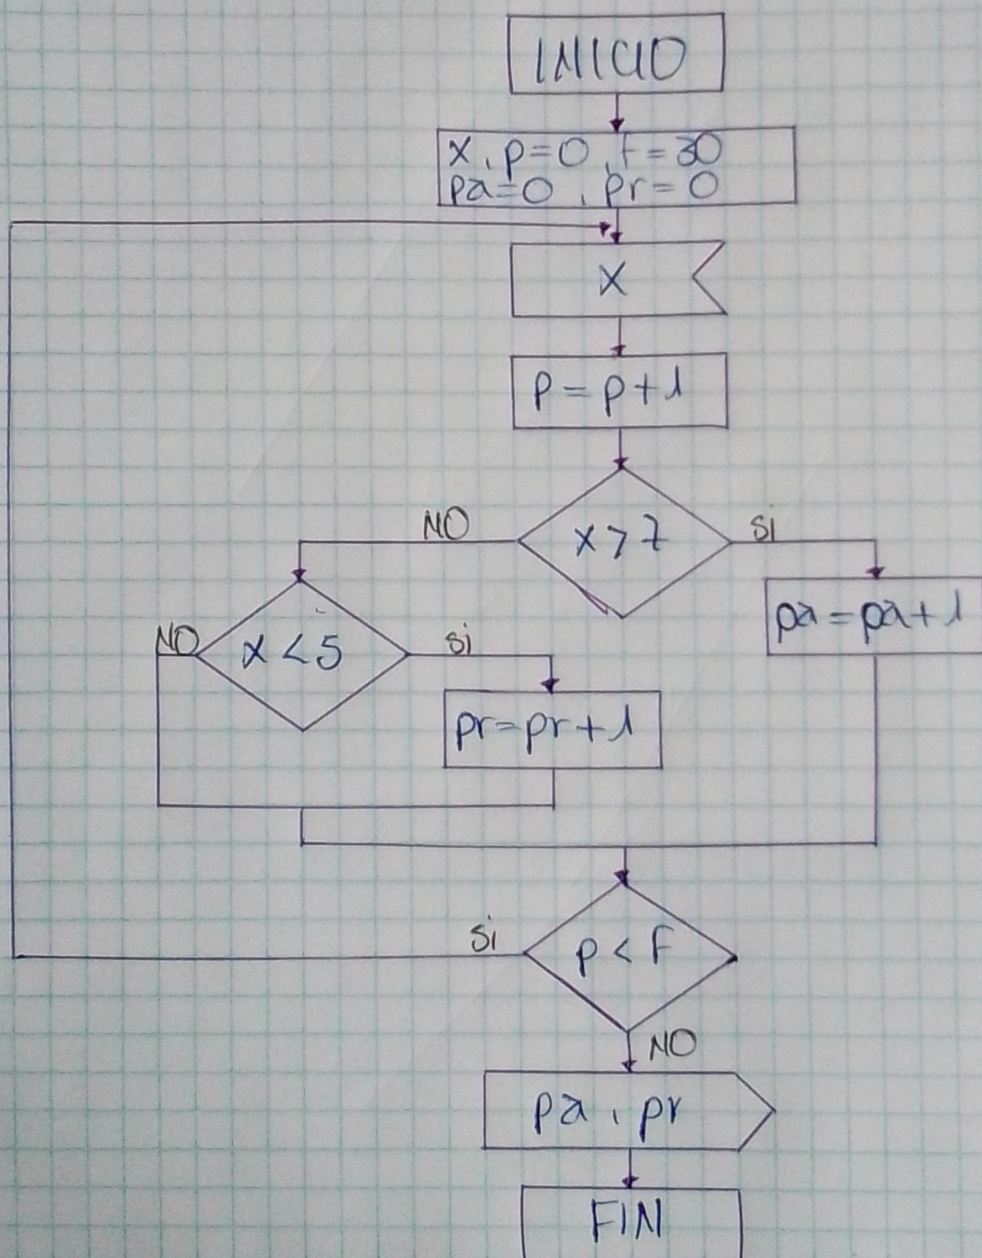 INICIO
x, p=0, f=30
pa=0, pr=0
x
p=p+1
NO
x>7
Si
pa=pa+1
NO
x<5
Si
pr=pr+1
Si
p<F
NO
pa, pr
FIN